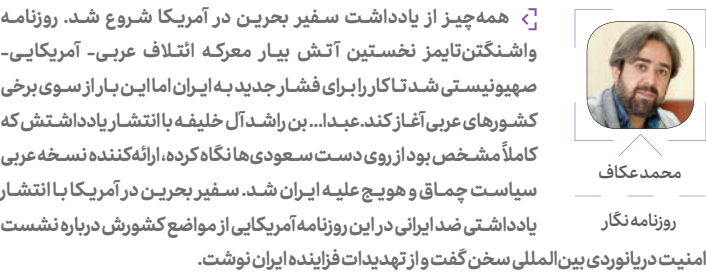 همه‌چیز از یادداشت سفیر بحرین در آمریکا شروع شد. روزنامه
واشنگتن‌تایمز نخستین آتش بیار معرکه ائتلاف عربی- آمریکایی-
صهیونیستی شد تا کار را برای فشار جدید به ایران اما این بار از سوی برخی
کشورهای عربی آغاز کند. عبدا... بن راشد آل خلیفه با انتشار یادداشتش که
کاملاً مشخص بود از روی دست سعودی‌ها نگاه کرده، ارائه‌کننده نسخه عربی
سیاست چماق و هویج علیه ایران شد. سفیر بحرین در آمریکا با انتشار
یادداشتی ضد ایرانی در این روزنامه آمریکایی از مواضع کشورش درباره نشست
امنیت دریانوردی بین‌المللی سخن گفت و از تهدیدات فزاینده ایران نوشت.
محمد عکاف
روزنامه نگار